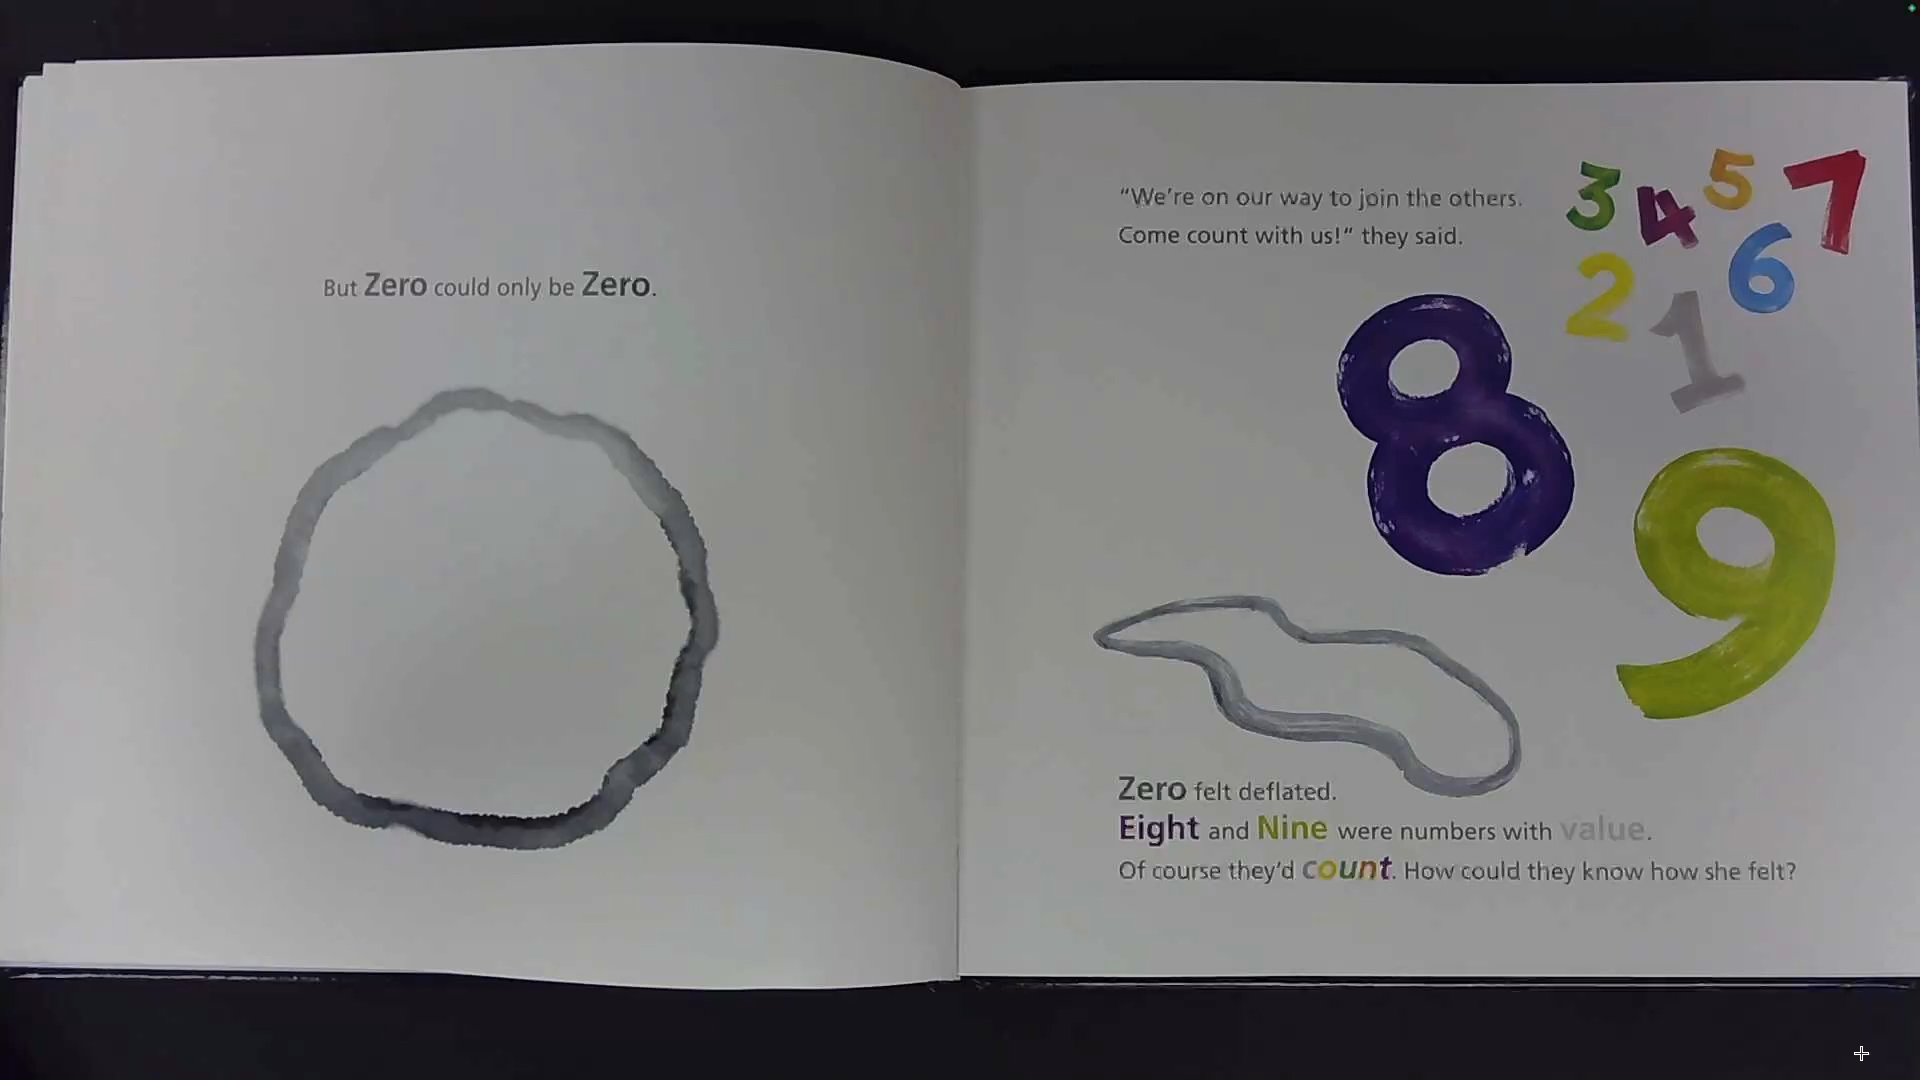 But Zero could only be Zero.
“We’re on our way to join the others.
Come count with us!” they said.
3 4 5 7
2 1 6
8
9
Zero felt deflated.
Eight and Nine were numbers with value.
Of course they’d count. How could they know how she felt?